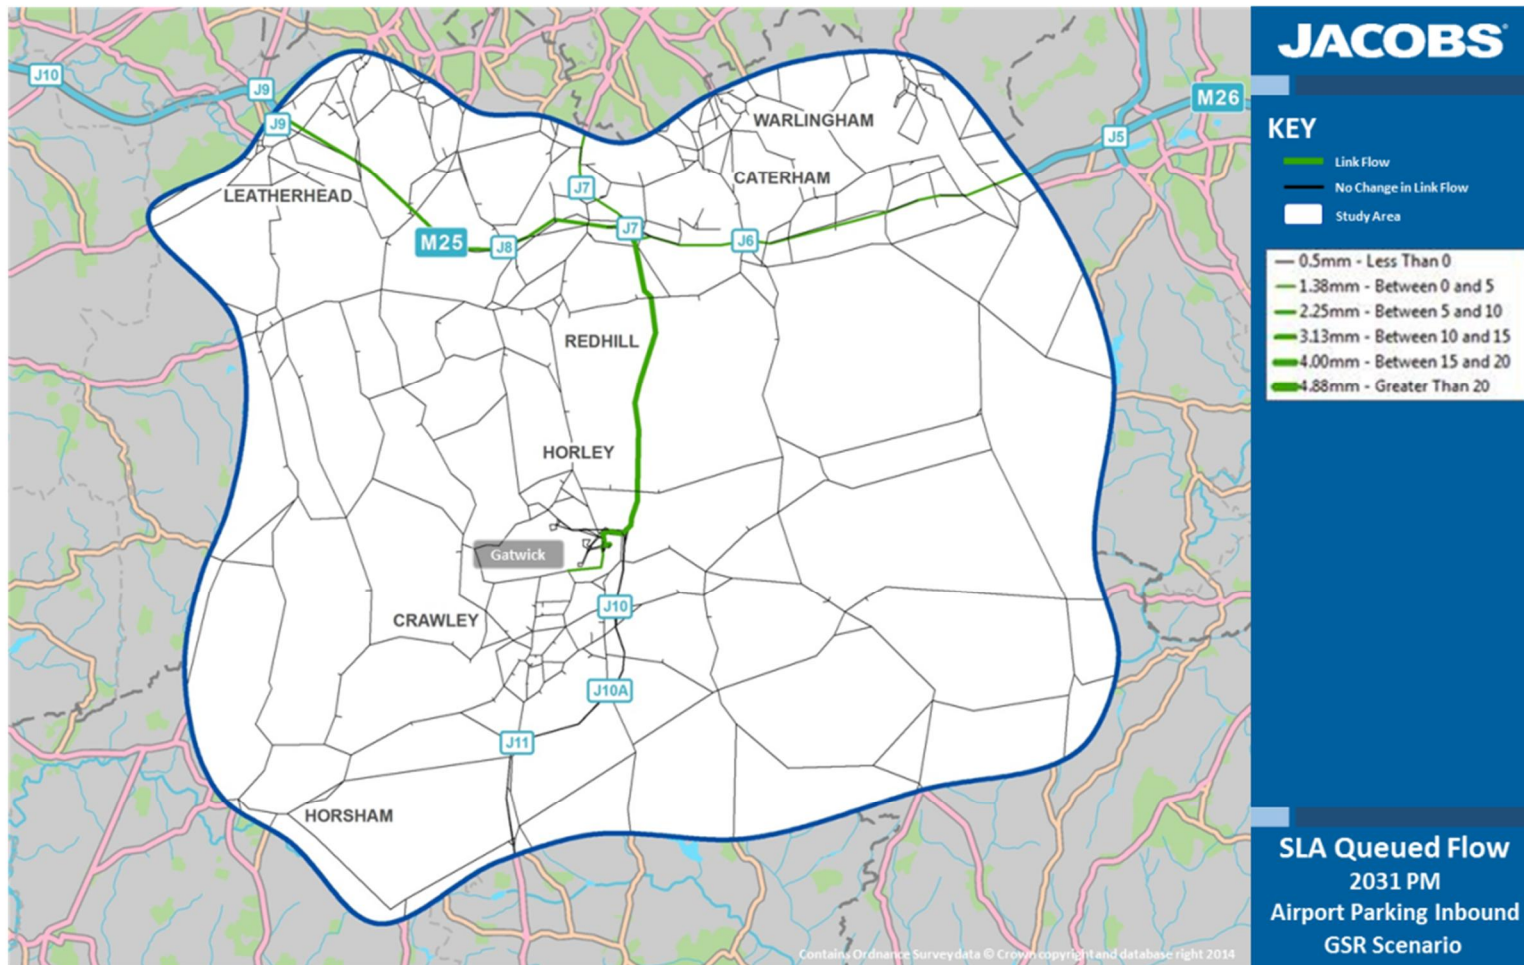 J10
J9
J9
LEATHERHEAD
M25
J8
J7
J7
J6
WARLINGHAM
CATERHAM
J5
M26
REDHILL
HORLEY
Gatwick
CRAWLEY
J10
J10A
J11
HORSHAM
Contains Ordnance Survey data © Crown copyright and database right 2014
JACOBS
KEY
Link Flow
No Change in Link Flow
Study Area
0.5mm - Less Than 0
1.38mm - Between 0 and 5
2.25mm - Between 5 and 10
3.13mm - Between 10 and 15
4.00mm - Between 15 and 20
4.88mm - Greater Than 20
SLA Queued Flow
2031 PM
Airport Parking Inbound
GSR Scenario